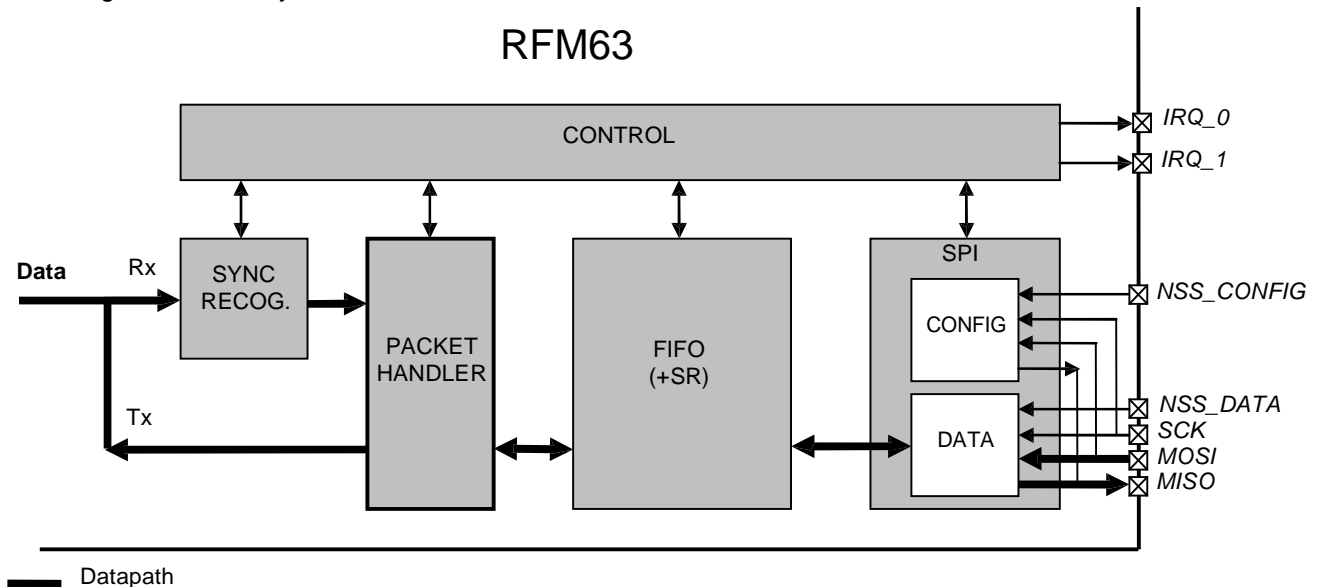 RFM63
CONTROL
IRQ_0
IRQ_1
Data
Rx
SYNC
RECOG.
PACKET
HANDLER
FIFO
(+SR)
SPI
CONFIG
DATA
NSS_CONFIG
NSS_DATA
SCK
MOSI
MISO
Tx
Datapath